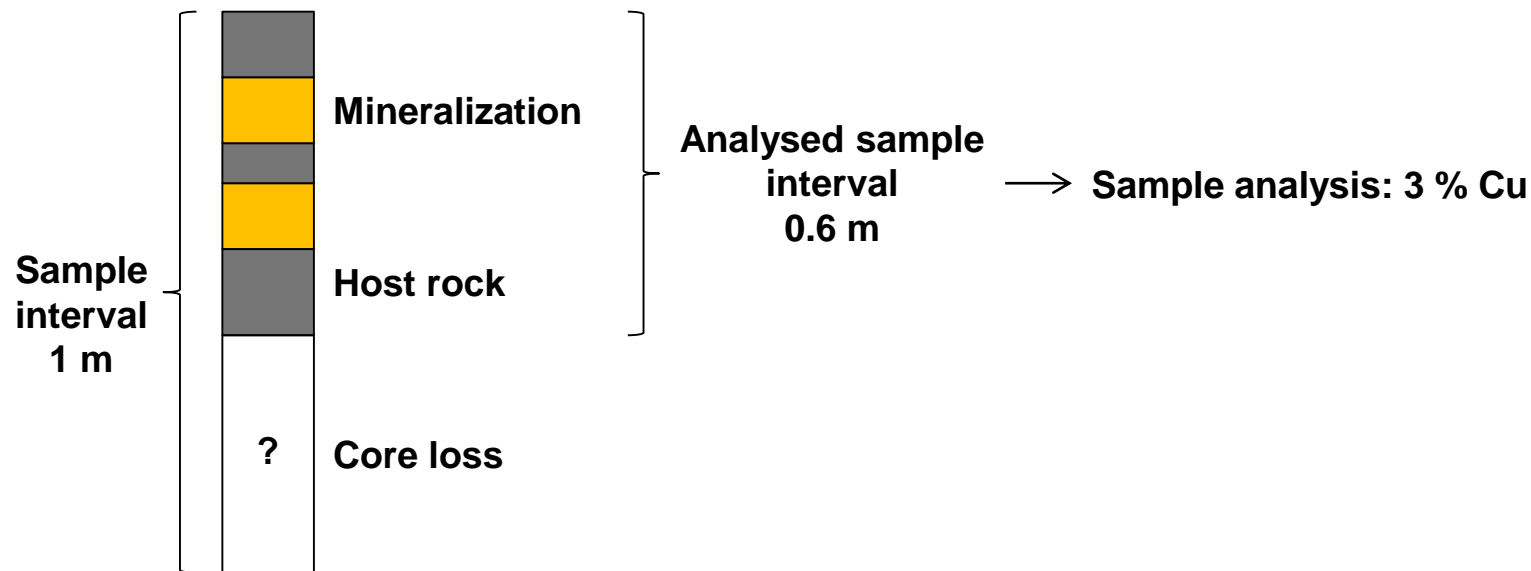 Sample
interval
1 m
Mineralization
Host rock
?
Core loss
Analysed sample
interval
0.6 m
Sample analysis: 3 % Cu